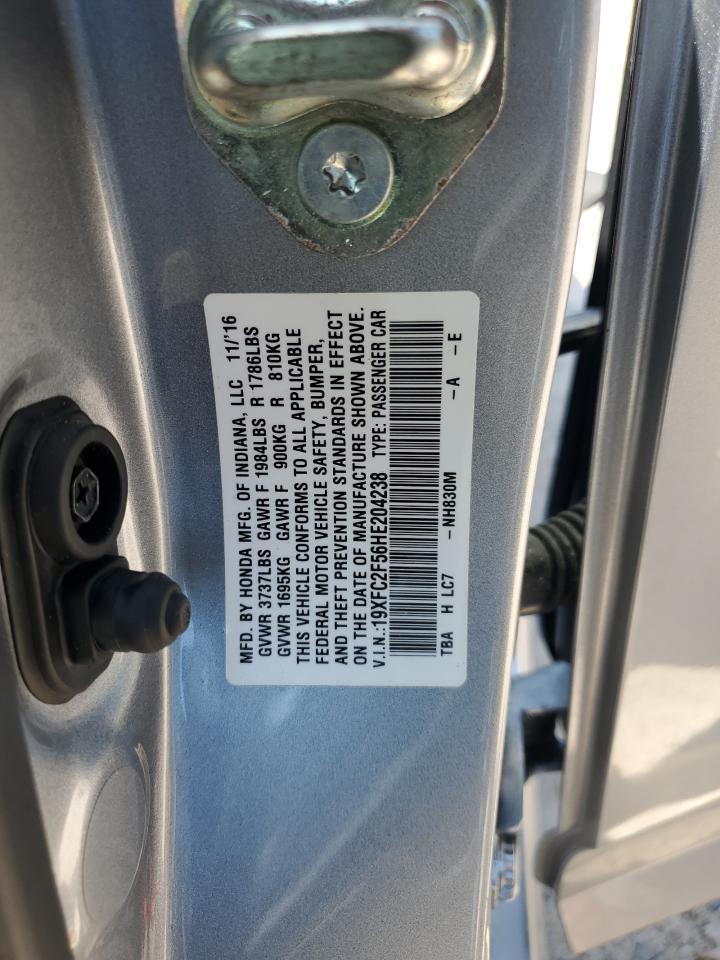 MFD. BY HONDA MFG. OF INDIANA, LLC 11/'16
GVWR 3737LBS GAWR F 1984LBS R 1786LBS
GVWR 1695KG GAWR F 900KG R 810KG
THIS VEHICLE CONFORMS TO ALL APPLICABLE
FEDERAL MOTOR VEHICLE SAFETY, BUMPER,
AND THEFT PREVENTION STANDARDS IN EFFECT
ON THE DATE OF MANUFACTURE SHOWN ABOVE.
V.I.N.:19XFC2F56HE204238 TYPE: PASSENGER CAR
TBA H LC7 -NH830M -A -E